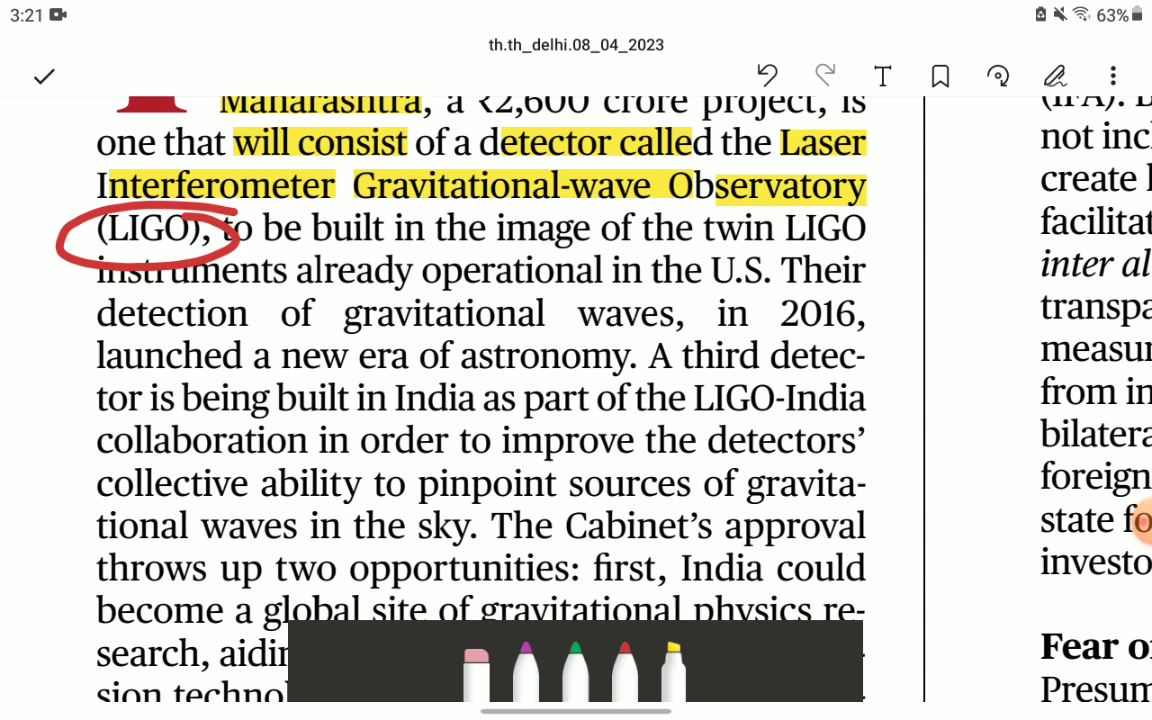 3:21
63%
th.th_delhi.08_04_2023
Maharashtra, a ₹2,600 crore project, is
one that will consist of a detector called the Laser
Interferometer Gravitational-wave Observatory
(LIGO), to be built in the image of the twin LIGO
instruments already operational in the U.S. Their
detection of gravitational waves, in 2016,
launched a new era of astronomy. A third detec-
tor is being built in India as part of the LIGO-India
collaboration in order to improve the detectors’
collective ability to pinpoint sources of gravita-
tional waves in the sky. The Cabinet’s approval
throws up two opportunities: first, India could
become a global site of gravitational physics re-
search, aidin
sion technol
(IFA). 
not incl
create
facilitat
inter al
transpa
measur
from in
bilatera
foreign
state fo
investo
Fear o
Presum